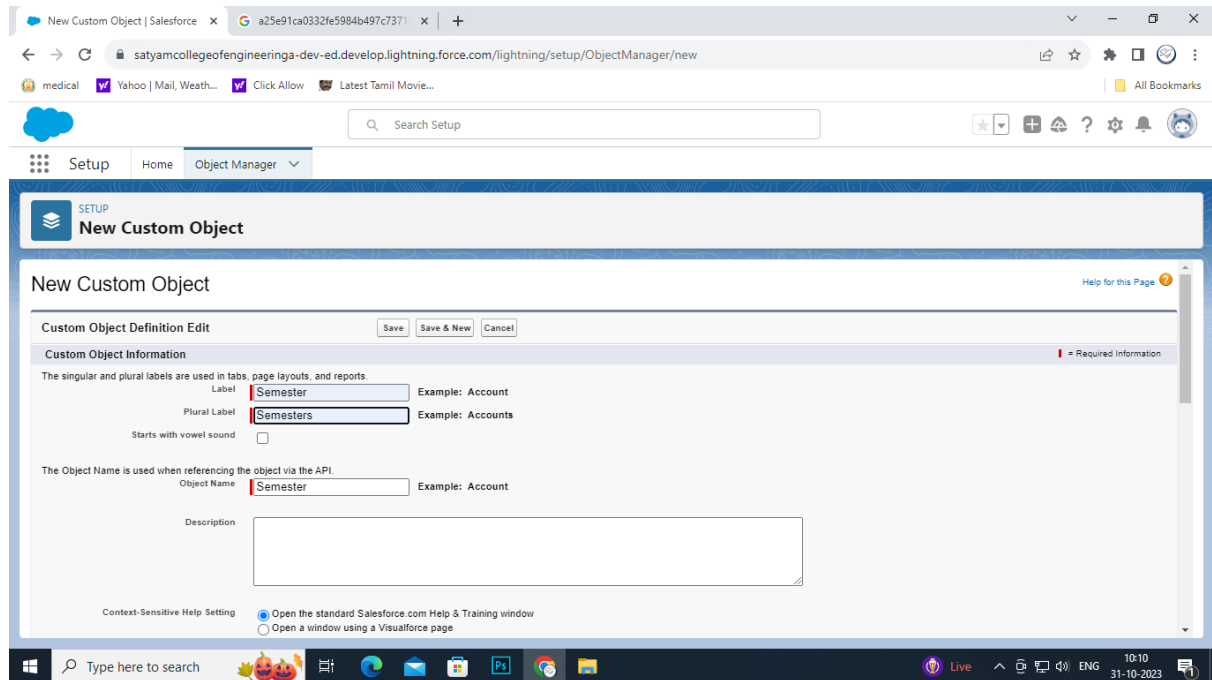 New Custom Object | Salesforce
a25e91ca0332fe5984b497c7371
satyamcollegeofengineeringa-dev-ed.develop.lightning.force.com/lightning/setup/ObjectManager/new
medical Yahoo | Mail, Weath... Click Allow Latest Tamil Movie... All Bookmarks
Search Setup
Setup Home Object Manager
SETUP
New Custom Object
New Custom Object
Help for this Page
Custom Object Definition Edit Save Save & New Cancel
Custom Object Information = Required Information
The singular and plural labels are used in tabs, page layouts, and reports.
Label Semester Example: Account
Plural Label Semesters Example: Accounts
Starts with vowel sound
The Object Name is used when referencing the object via the API.
Object Name Semester Example: Account
Description
Context-Sensitive Help Setting Open the standard Salesforce.com Help & Training window
Open a window using a Visualforce page
Type here to search Ps Live ENG 10:10
31-10-2023 1